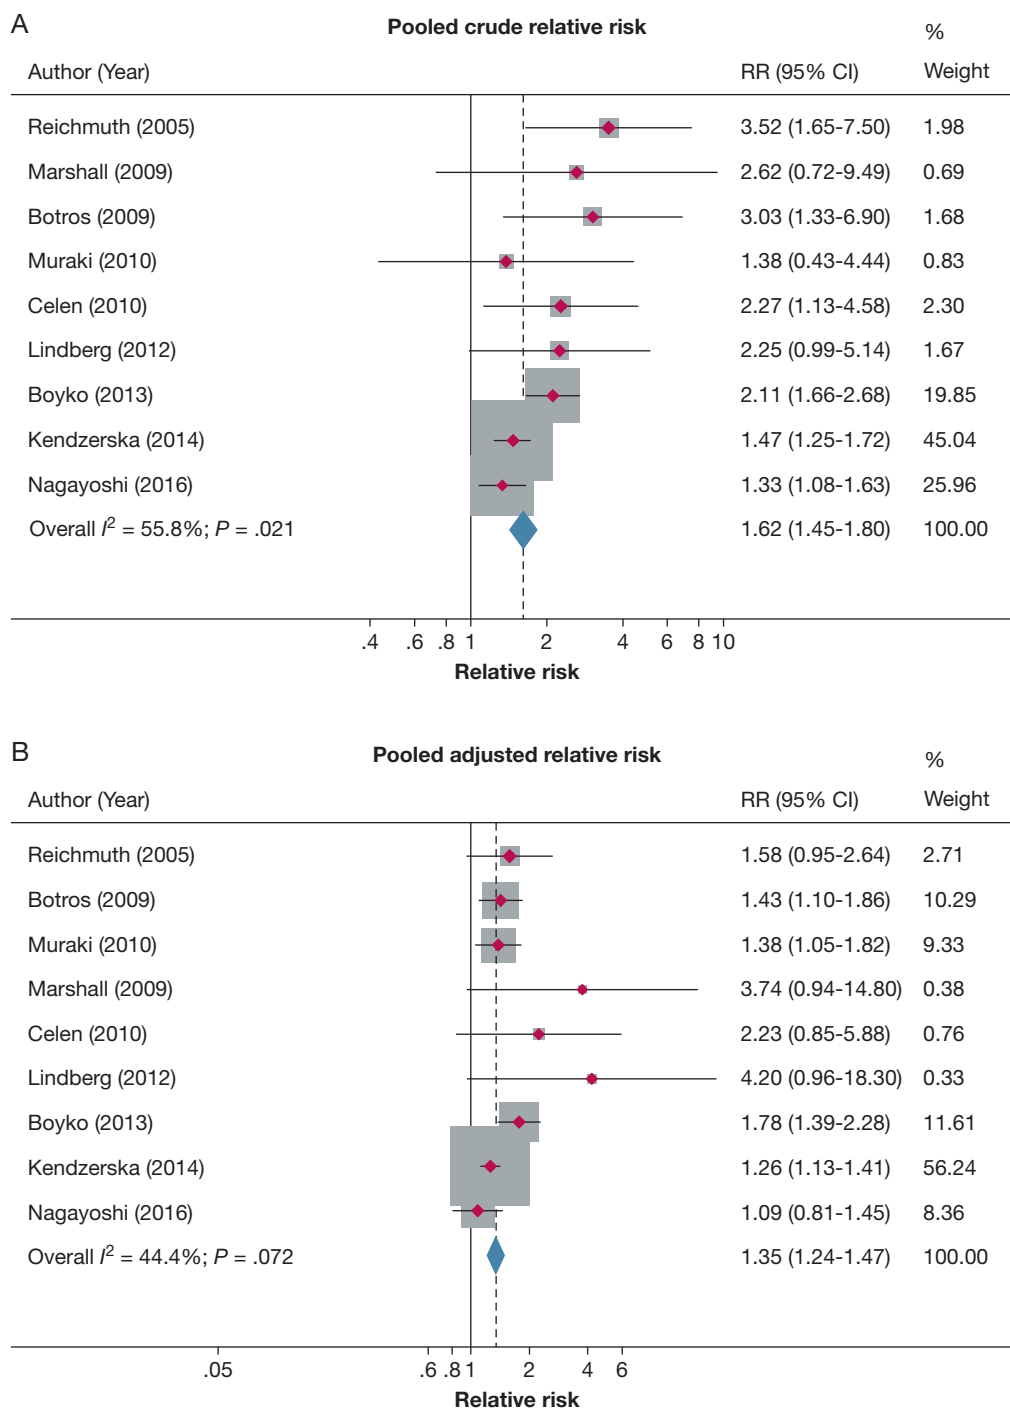 A
Pooled crude relative risk
%
Author (Year) RR (95% CI) Weight
Reichmuth (2005) 3.52 (1.65-7.50) 1.98
Marshall (2009) 2.62 (0.72-9.49) 0.69
Botros (2009) 3.03 (1.33-6.90) 1.68
Muraki (2010) 1.38 (0.43-4.44) 0.83
Celen (2010) 2.27 (1.13-4.58) 2.30
Lindberg (2012) 2.25 (0.99-5.14) 1.67
Boyko (2013) 2.11 (1.66-2.68) 19.85
Kendzerska (2014) 1.47 (1.25-1.72) 45.04
Nagayoshi (2016) 1.33 (1.08-1.63) 25.96
Overall I² = 55.8%; P = .021 1.62 (1.45-1.80) 100.00
.4 .6 .8 1 2 4 6 8 10
Relative risk
B
Pooled adjusted relative risk
%
Author (Year) RR (95% CI) Weight
Reichmuth (2005) 1.58 (0.95-2.64) 2.71
Botros (2009) 1.43 (1.10-1.86) 10.29
Muraki (2010) 1.38 (1.05-1.82) 9.33
Marshall (2009) 3.74 (0.94-14.80) 0.38
Celen (2010) 2.23 (0.85-5.88) 0.76
Lindberg (2012) 4.20 (0.96-18.30) 0.33
Boyko (2013) 1.78 (1.39-2.28) 11.61
Kendzerska (2014) 1.26 (1.13-1.41) 56.24
Nagayoshi (2016) 1.09 (0.81-1.45) 8.36
Overall I² = 44.4%; P = .072 1.35 (1.24-1.47) 100.00
.05 .6 .8 1 2 4 6
Relative risk